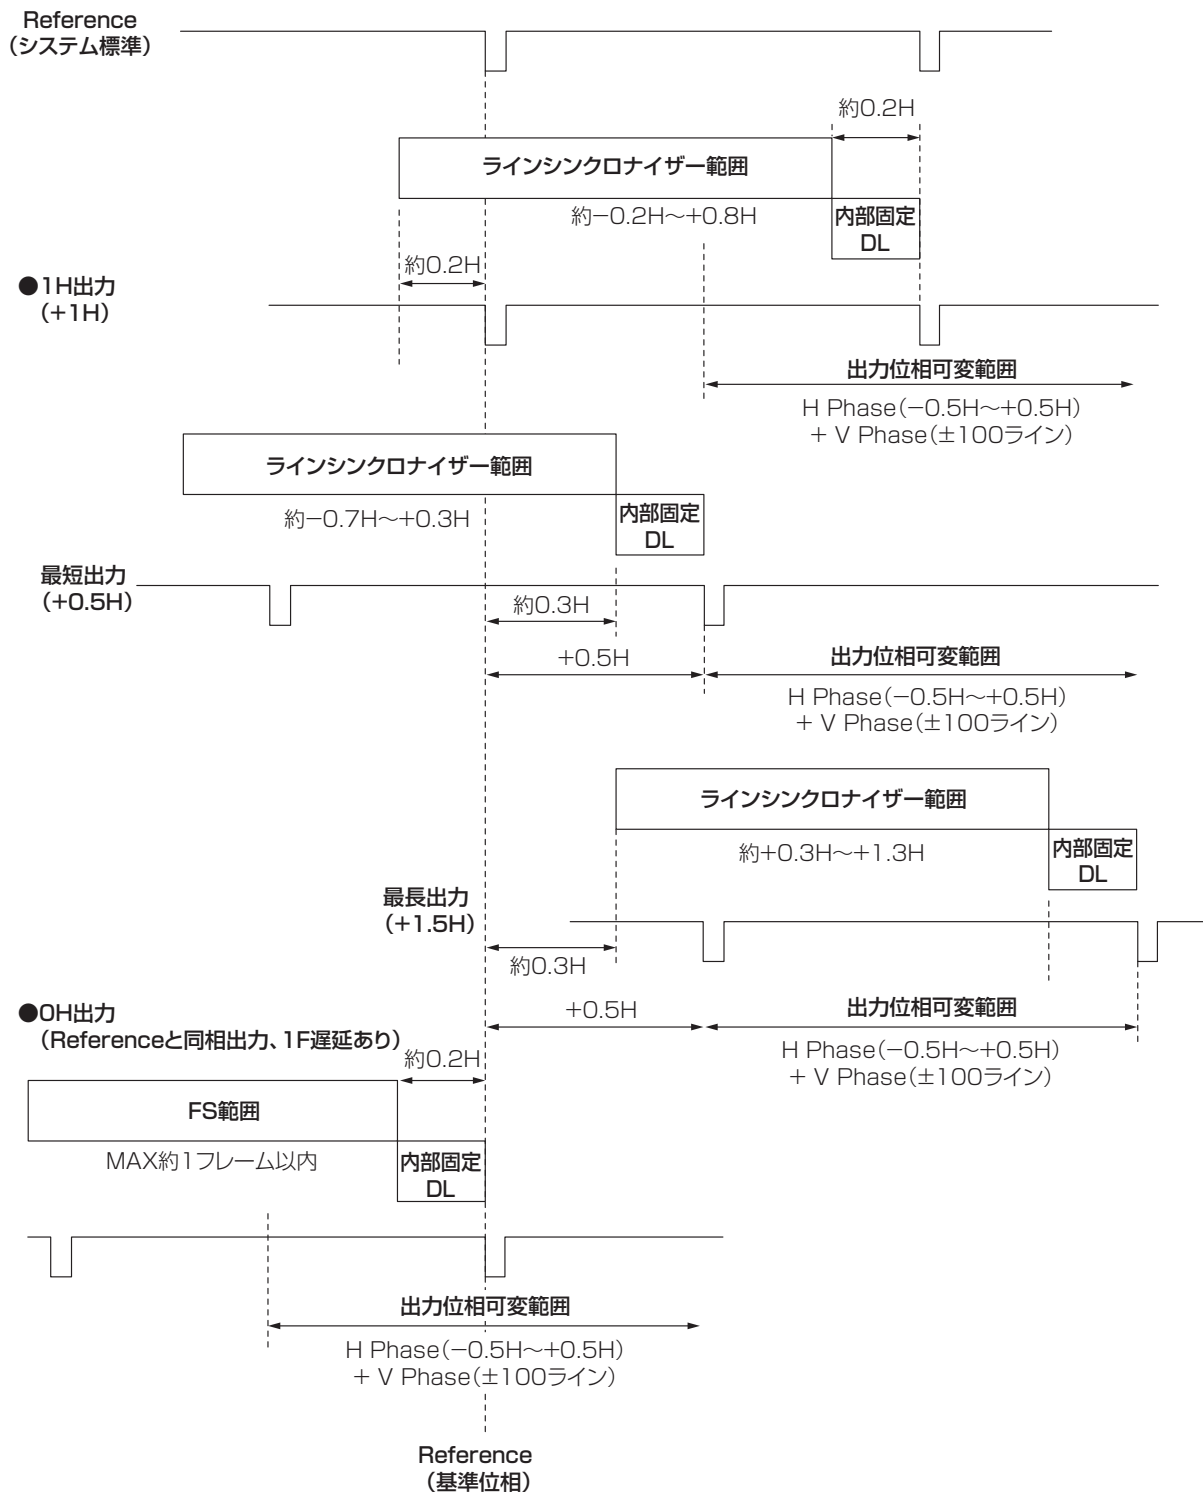 Reference
（システム標準）
約0.2H
ラインシンクロナイザー範囲
約−0.2H〜+0.8H
内部固定
DL
約0.2H
●1H出力
（+1H）
出力位相可変範囲
H Phase（−0.5H〜+0.5H）
+ V Phase（±100ライン）
ラインシンクロナイザー範囲
約−0.7H〜+0.3H
内部固定
DL
最短出力
（+0.5H）
約0.3H
+0.5H
出力位相可変範囲
H Phase（−0.5H〜+0.5H）
+ V Phase（±100ライン）
ラインシンクロナイザー範囲
約+0.3H〜+1.3H
内部固定
DL
最長出力
（+1.5H）
約0.3H
+0.5H
出力位相可変範囲
H Phase（−0.5H〜+0.5H）
+ V Phase（±100ライン）
●0H出力
（Referenceと同相出力、1F遅延あり）
約0.2H
FS範囲
MAX約1フレーム以内
内部固定
DL
出力位相可変範囲
H Phase（−0.5H〜+0.5H）
+ V Phase（±100ライン）
Reference
（基準位相）